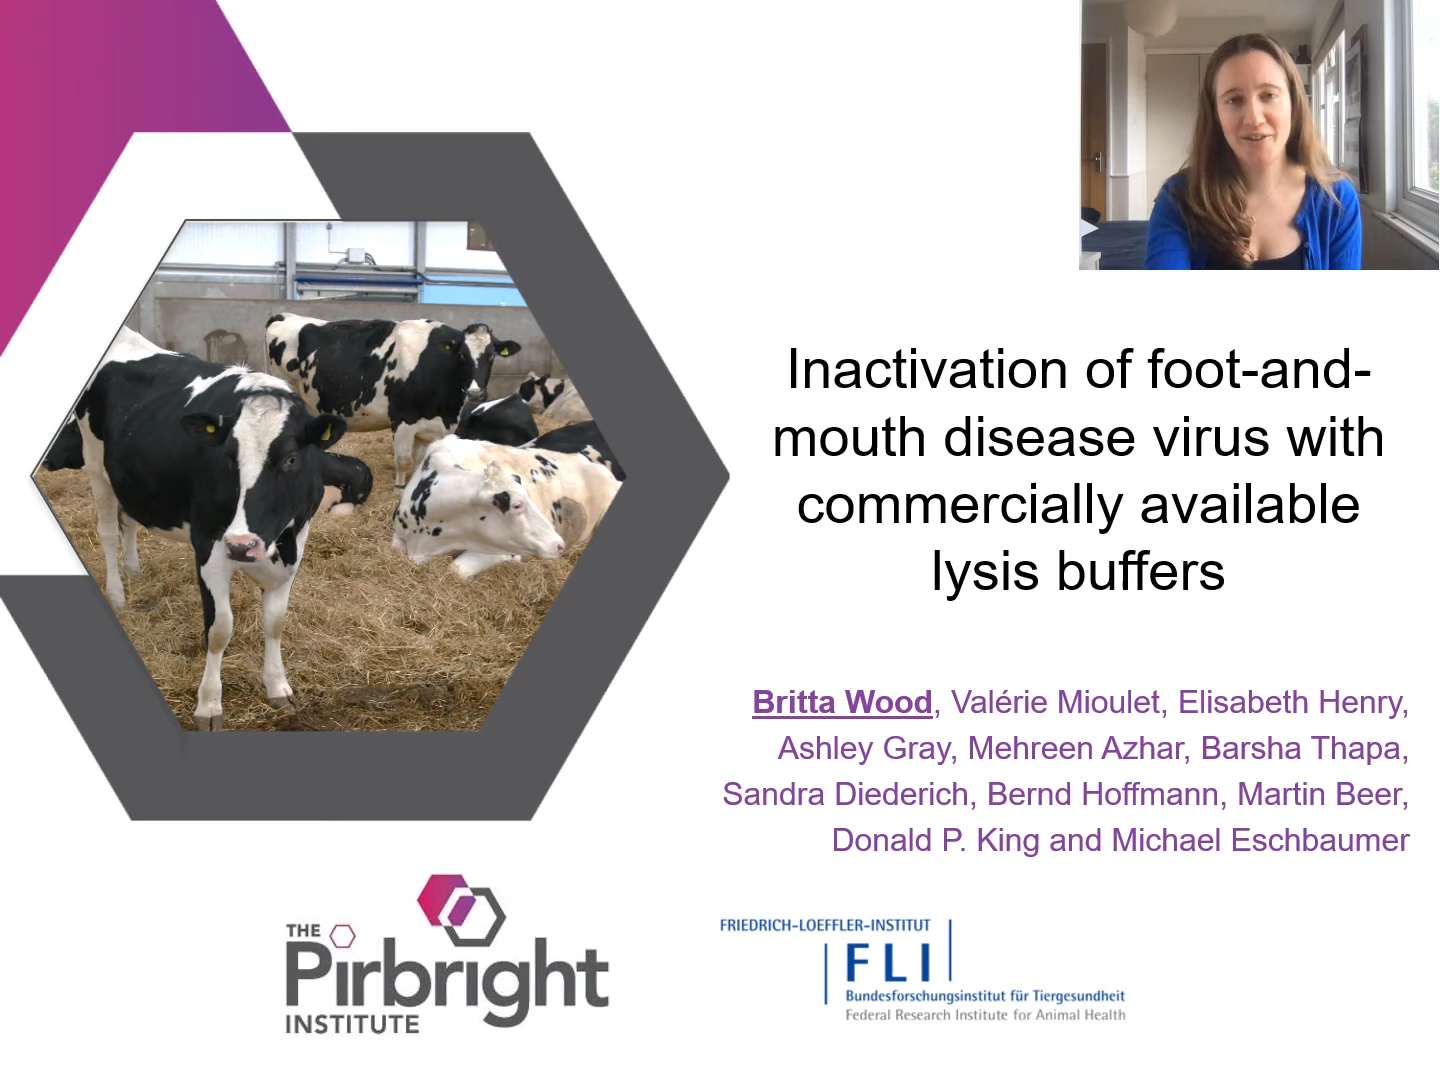 Inactivation of foot-and-
mouth disease virus with
commercially available
lysis buffers
Britta Wood, Valérie Mioulet, Elisabeth Henry,
Ashley Gray, Mehreen Azhar, Barsha Thapa,
Sandra Diederich, Bernd Hoffmann, Martin Beer,
Donald P. King and Michael Eschbaumer
THE
Pirbright
INSTITUTE
FRIEDRICH-LOEFFLER-INSTITUT
FLI
Bundesforschungsinstitut für Tiergesundheit
Federal Research Institute for Animal Health